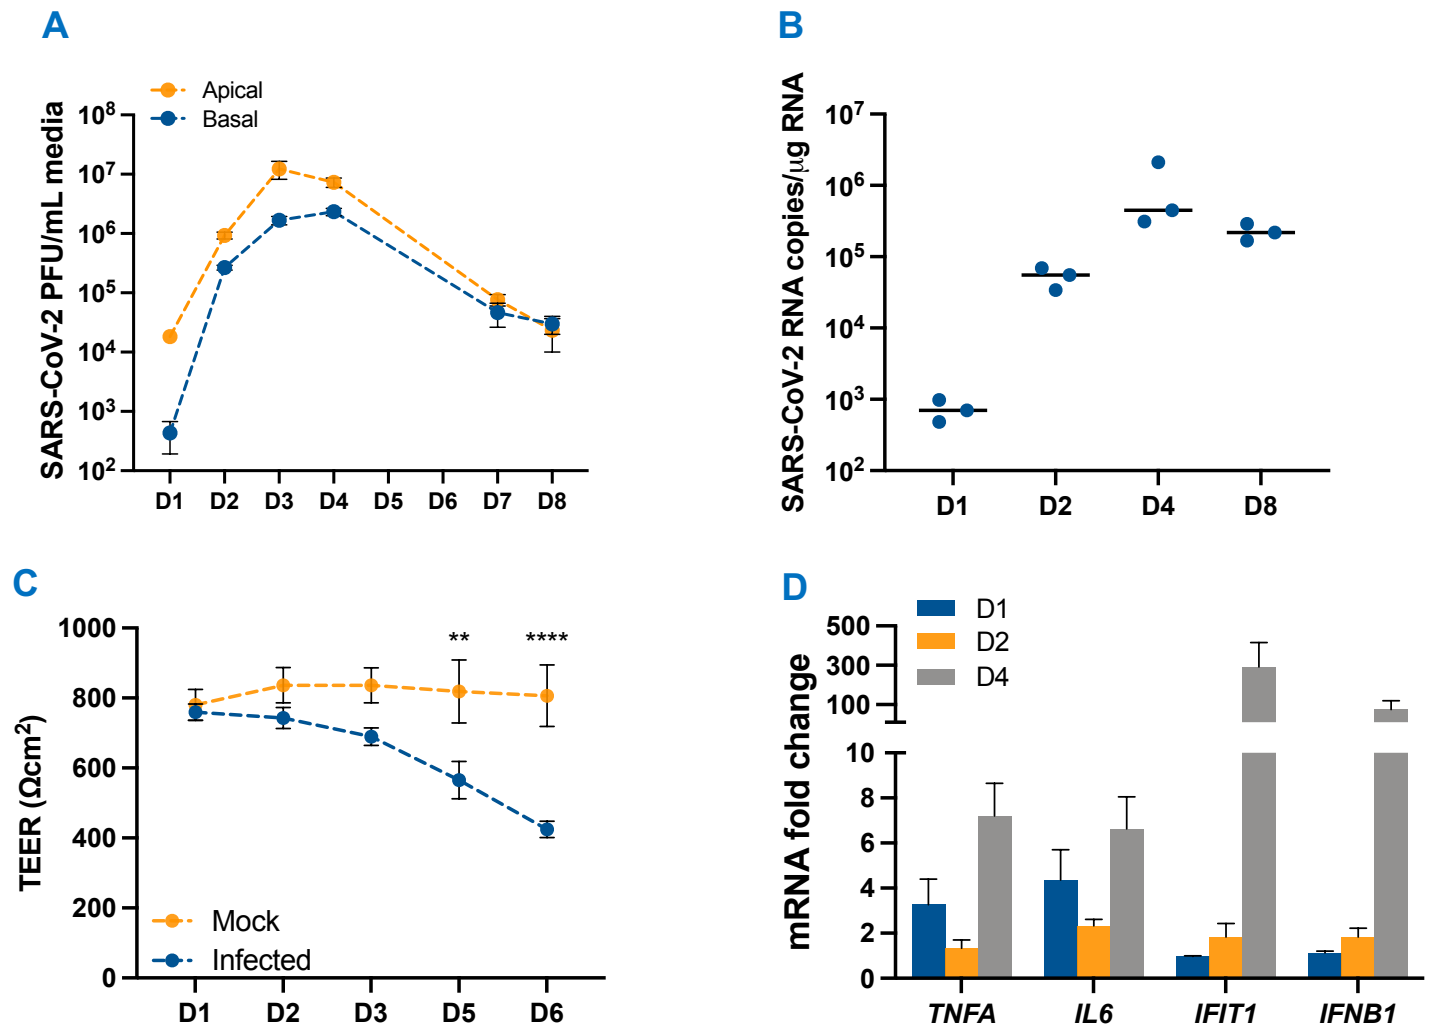 A
Apical
Basal
SARS-CoV-2 PFU/mL media
10⁸
10⁷
10⁶
10⁵
10⁴
10³
10²
D1 D2 D3 D4 D5 D6 D7 D8
B
SARS-CoV-2 RNA copies/μg RNA
10⁷
10⁶
10⁵
10⁴
10³
10²
D1 D2 D4 D8
C
TEER (Ωcm²)
1000
800
600
400
200
0
** ****
Mock
Infected
D1 D2 D3 D5 D6
D
D1
D2
D4
mRNA fold change
500
300
100
10
8
6
4
2
0
TNFA IL6 IFIT1 IFNB1